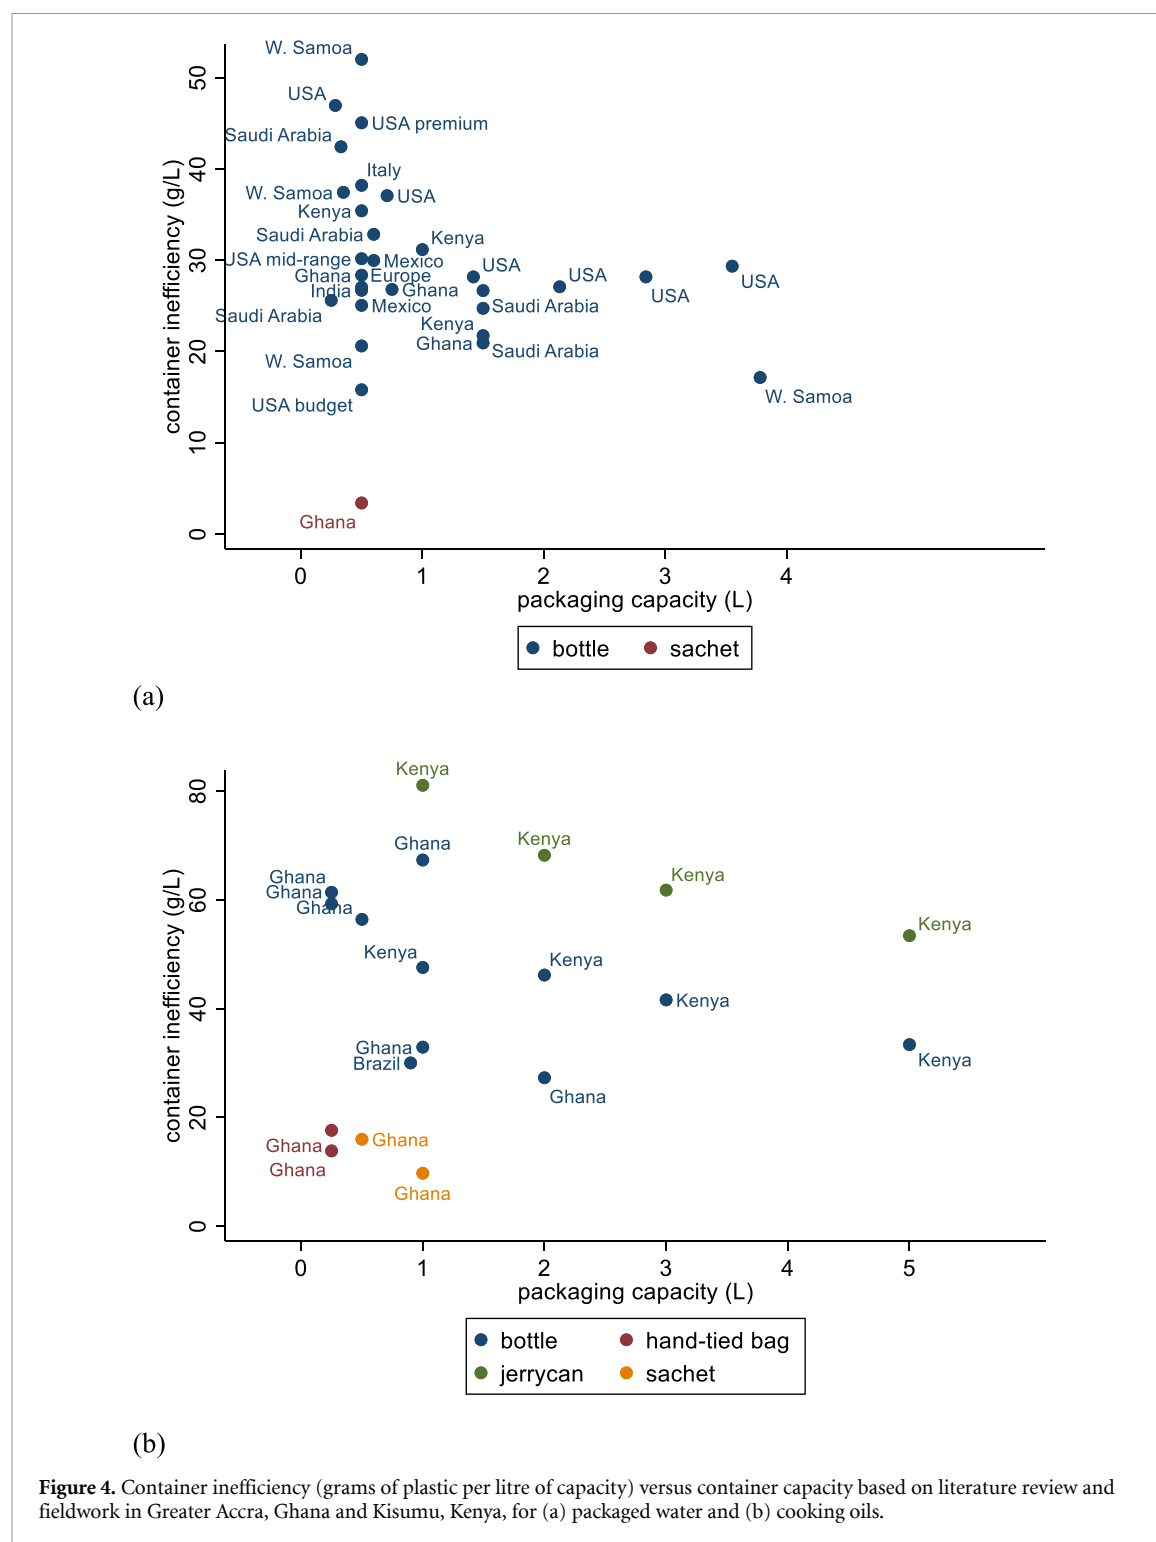 W. Samoa
USA
USA premium
Saudi Arabia
Italy
W. Samoa
USA
Kenya
Saudi Arabia
Kenya
USA mid-range
Mexico
USA
Ghana
Europe
USA
USA
India
Ghana
USA
Saudi Arabia
Mexico
Saudi Arabia
Kenya
Ghana
Saudi Arabia
W. Samoa
W. Samoa
USA budget
Ghana
container inefficiency (g/L)
50
40
30
20
10
0
0 1 2 3 4
packaging capacity (L)
bottle sachet
(a)
Kenya
Ghana
Kenya
Kenya
Ghana
Ghana
Ghana
Kenya
Kenya
Kenya
Kenya
Ghana
Brazil
Kenya
Ghana
Ghana
Ghana
Ghana
Ghana
container inefficiency (g/L)
80
60
40
20
0
0 1 2 3 4 5
packaging capacity (L)
bottle hand-tied bag
jerrycan sachet
(b)
Figure 4. Container inefficiency (grams of plastic per litre of capacity) versus container capacity based on literature review and
fieldwork in Greater Accra, Ghana and Kisumu, Kenya, for (a) packaged water and (b) cooking oils.